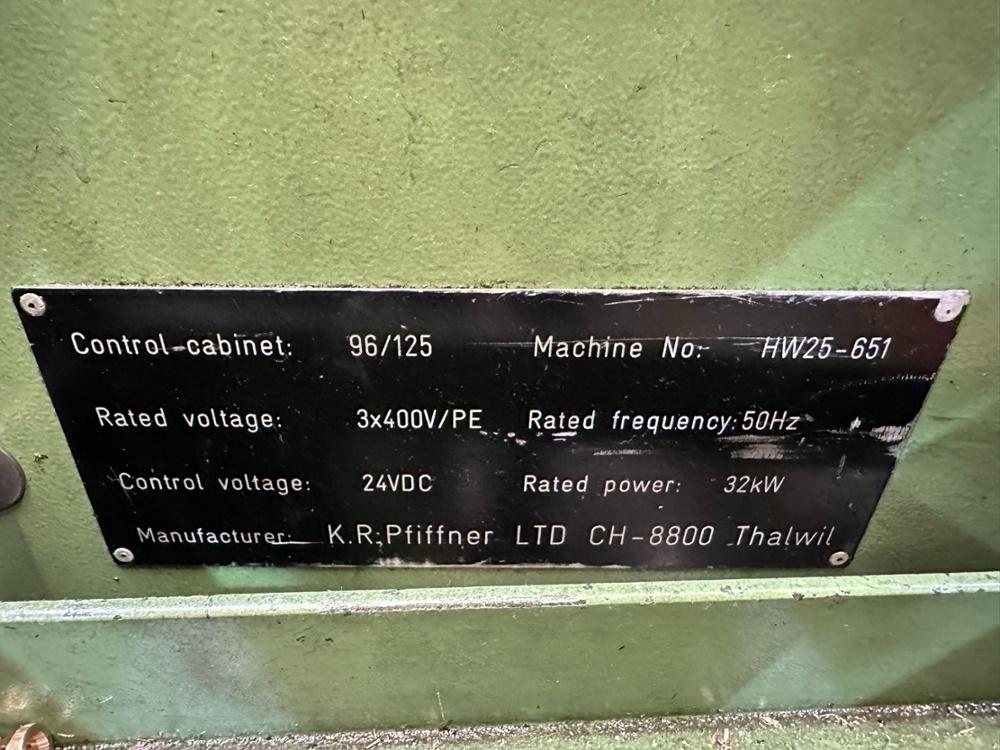 Control-cabinet: 96/125 Machine No: HW25-651
Rated voltage: 3x400V/PE Rated frequency: 50Hz
Control voltage: 24VDC Rated power: 32kW
Manufacturer: K.R.Pfiffner LTD CH-8800 Thalwil